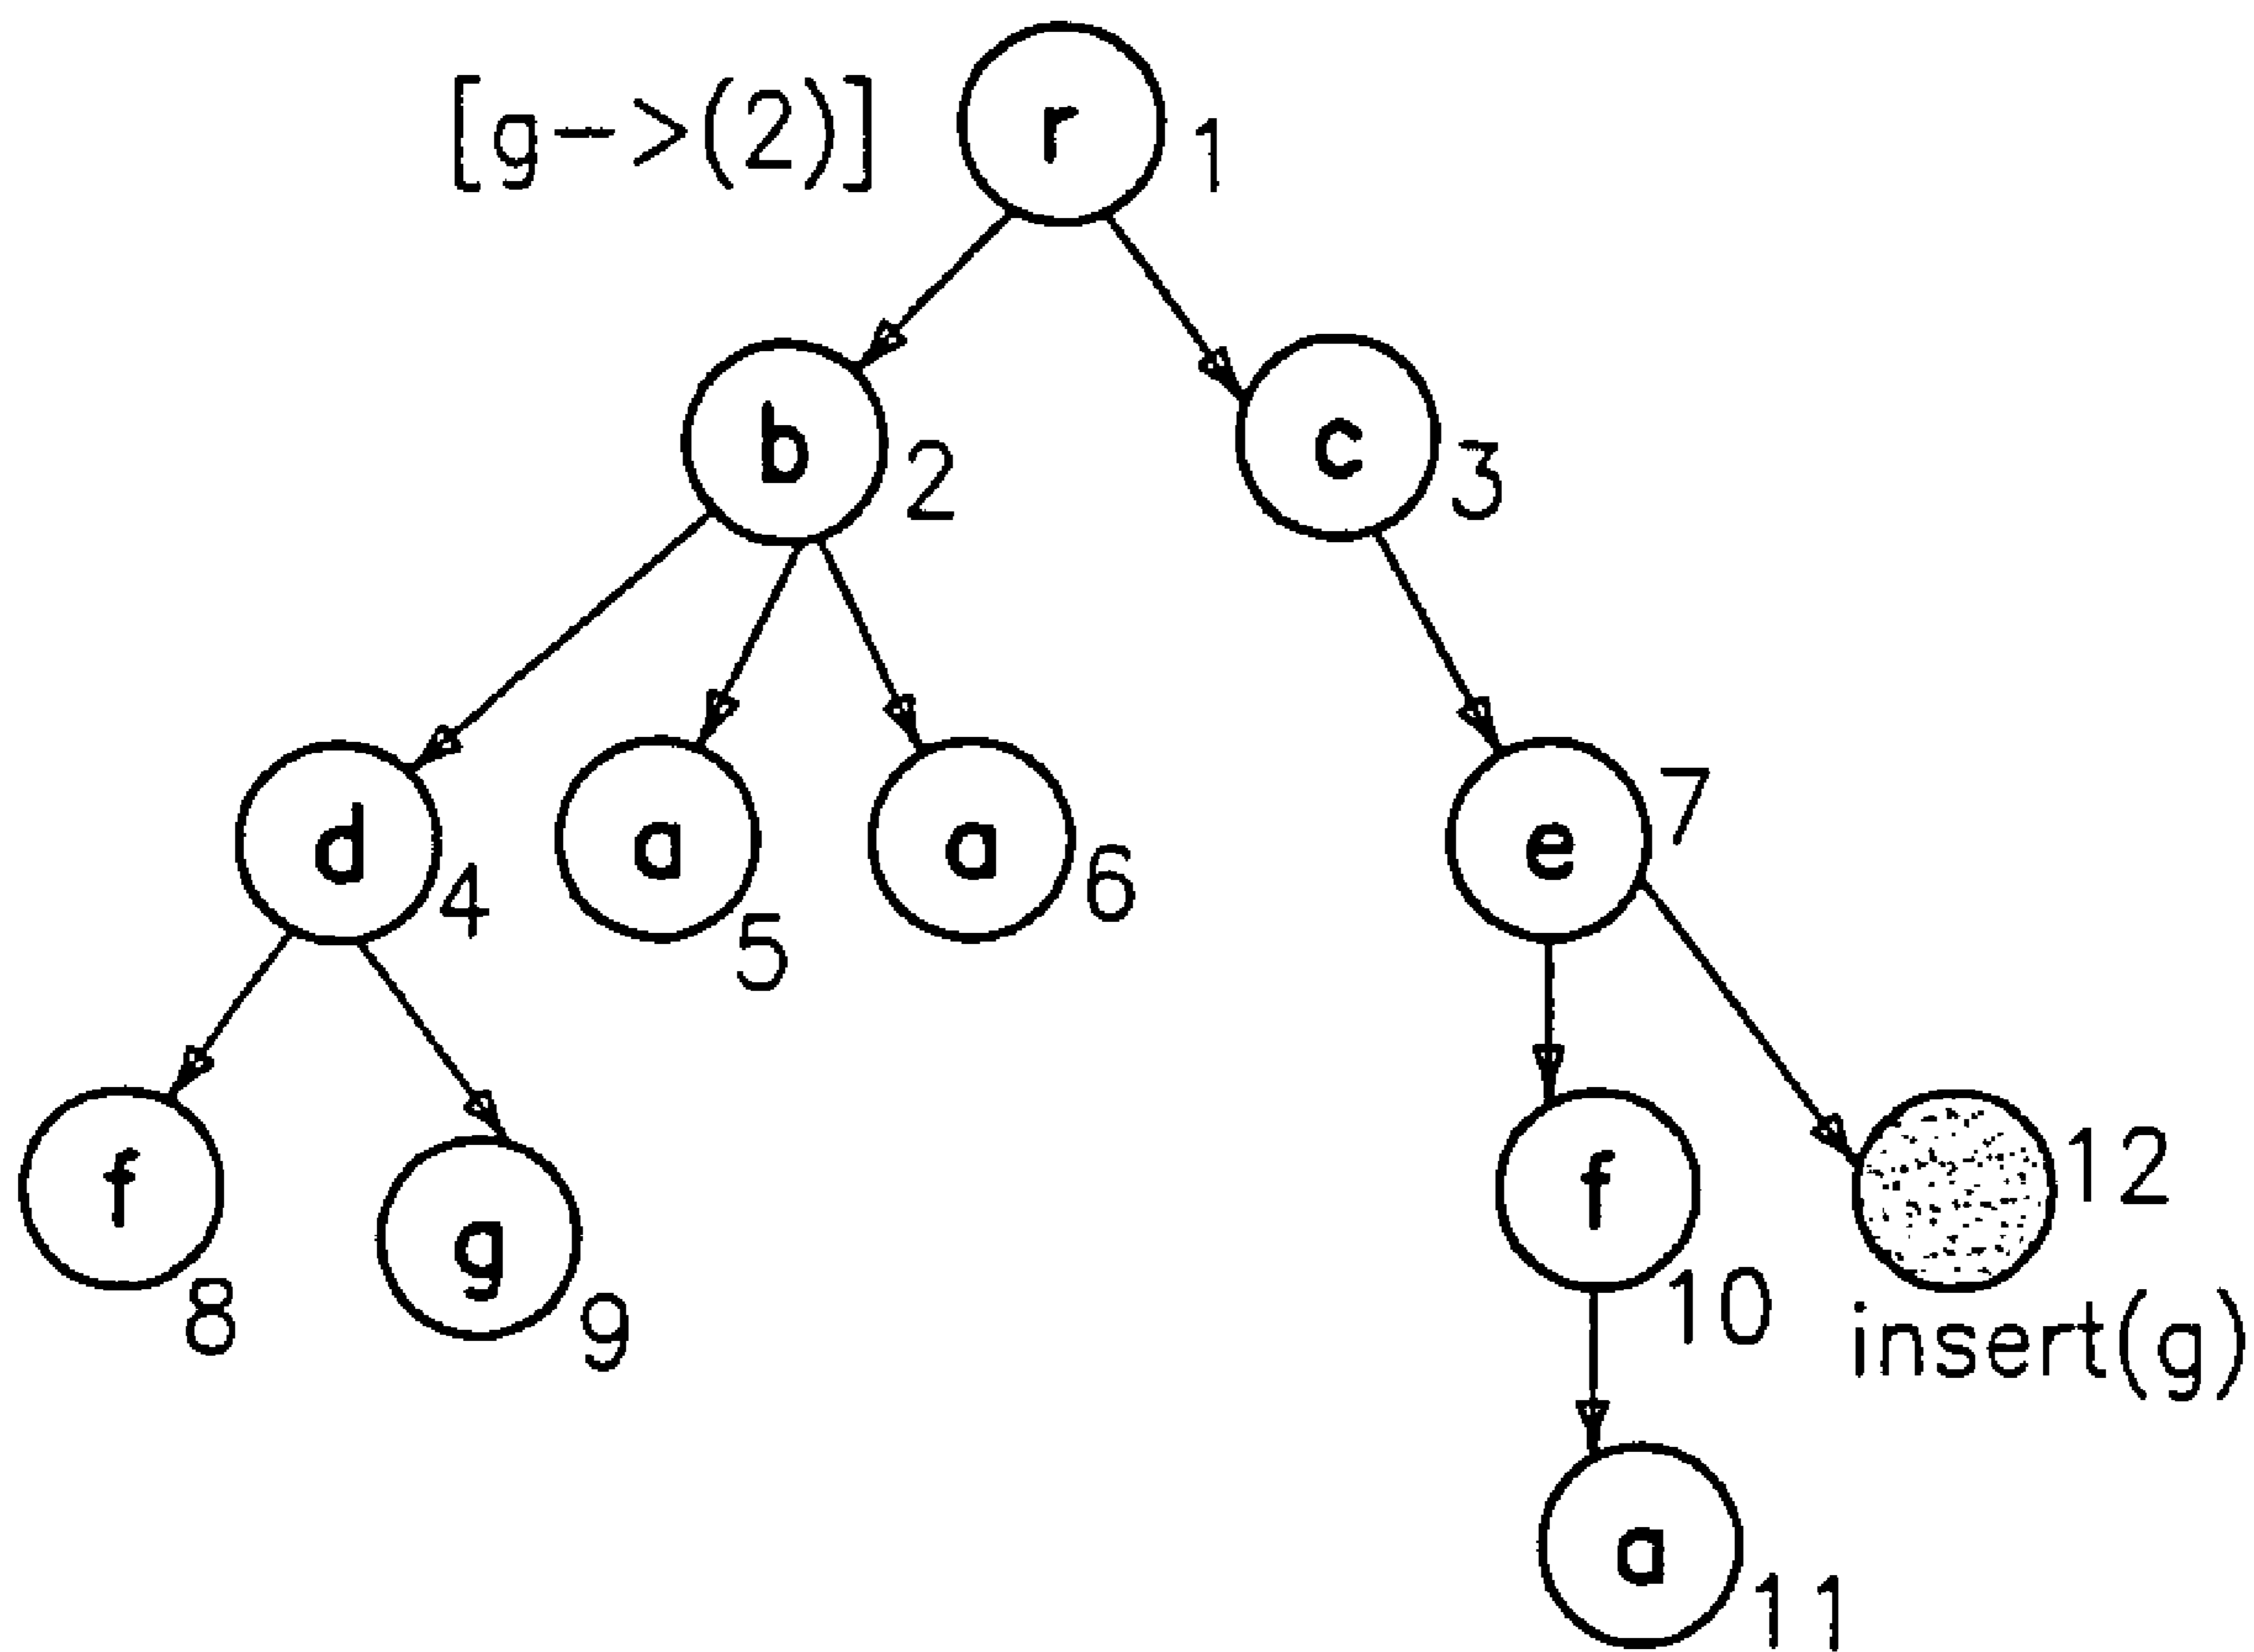 [g->(2)] r 1
b 2 c 3
d 4 a 5 a 6 e 7
f 8 g 9 f 10 12
insert(g)
a 11